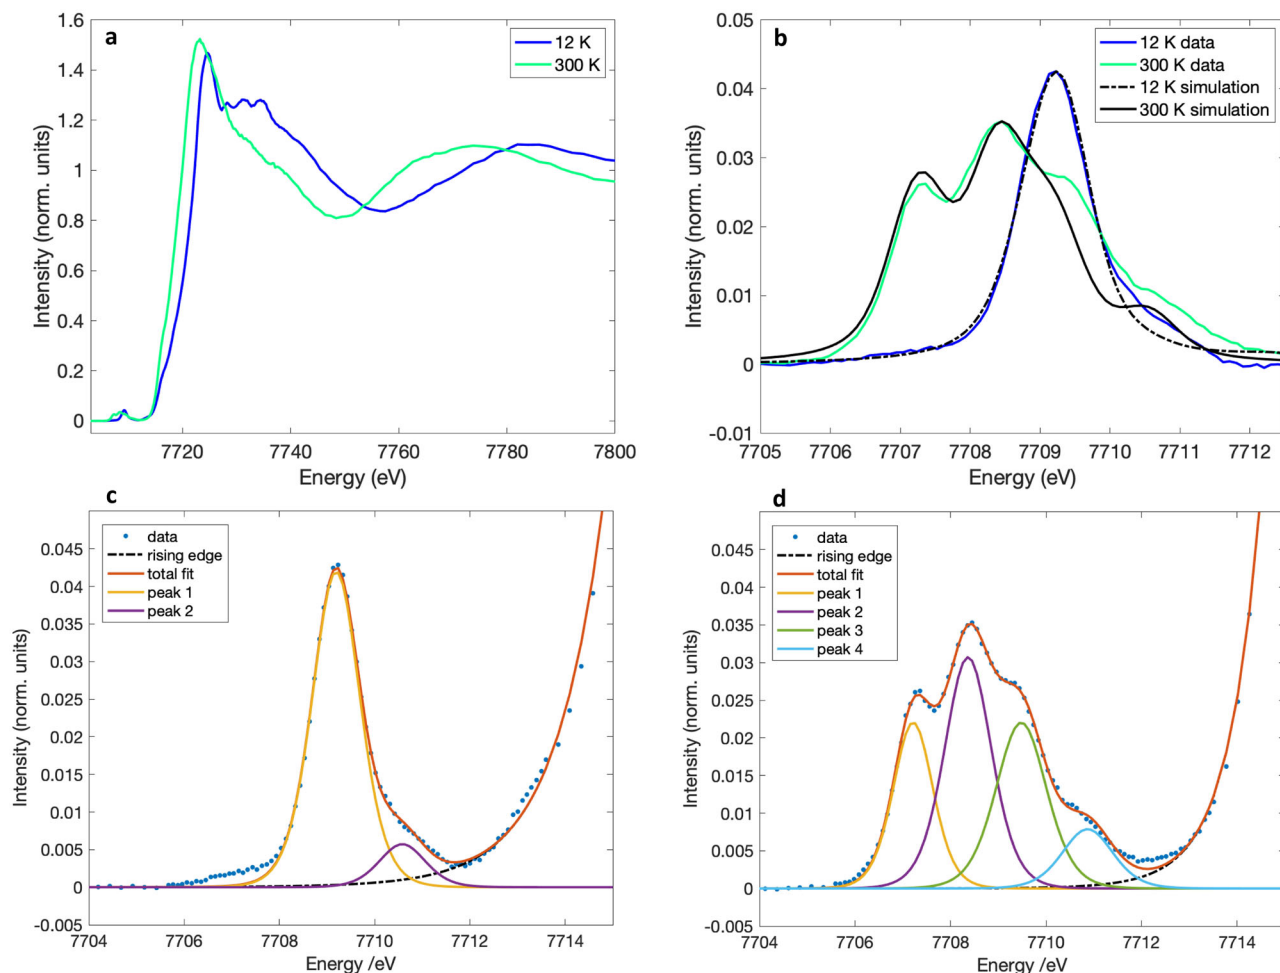 a
1.6
1.4
1.2
1
0.8
0.6
0.4
0.2
0
Intensity (norm. units)
12 K
300 K
7720
7740
7760
7780
7800
Energy (eV)
b
0.05
0.04
0.03
0.02
0.01
0
-0.01
Intensity (norm. units)
12 K data
300 K data
12 K simulation
300 K simulation
7705
7706
7707
7708
7709
7710
7711
7712
Energy (eV)
c
0.045
0.04
0.035
0.03
0.025
0.02
0.015
0.01
0.005
0
-0.005
Intensity (norm. units)
data
rising edge
total fit
peak 1
peak 2
7704
7706
7708
7710
7712
7714
Energy /eV
d
0.045
0.04
0.035
0.03
0.025
0.02
0.015
0.01
0.005
0
-0.005
Intensity (norm. units)
data
rising edge
total fit
peak 1
peak 2
peak 3
peak 4
7704
7706
7708
7710
7712
7714
Energy /eV